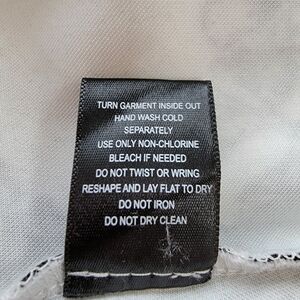 TURN GARMENT INSIDE OUT
HAND WASH COLD
SEPARATELY
USE ONLY NON-CHLORINE
BLEACH IF NEEDED
DO NOT TWIST OR WRING
RESHAPE AND LAY FLAT TO DRY
DO NOT IRON
DO NOT DRY CLEAN